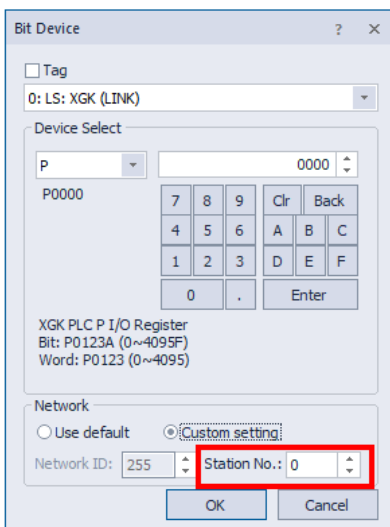 Bit Device ? ×
Tag
0: LS: XGK (LINK)
Device Select
P 0000
P0000
7 8 9 Clr Back
4 5 6 A B C
1 2 3 D E F
0 . Enter
XGK PLC P I/O Register
Bit: P0123A (0~4095F)
Word: P0123 (0~4095)
Network
Use default Custom setting
Network ID: 255 Station No.: 0
OK Cancel